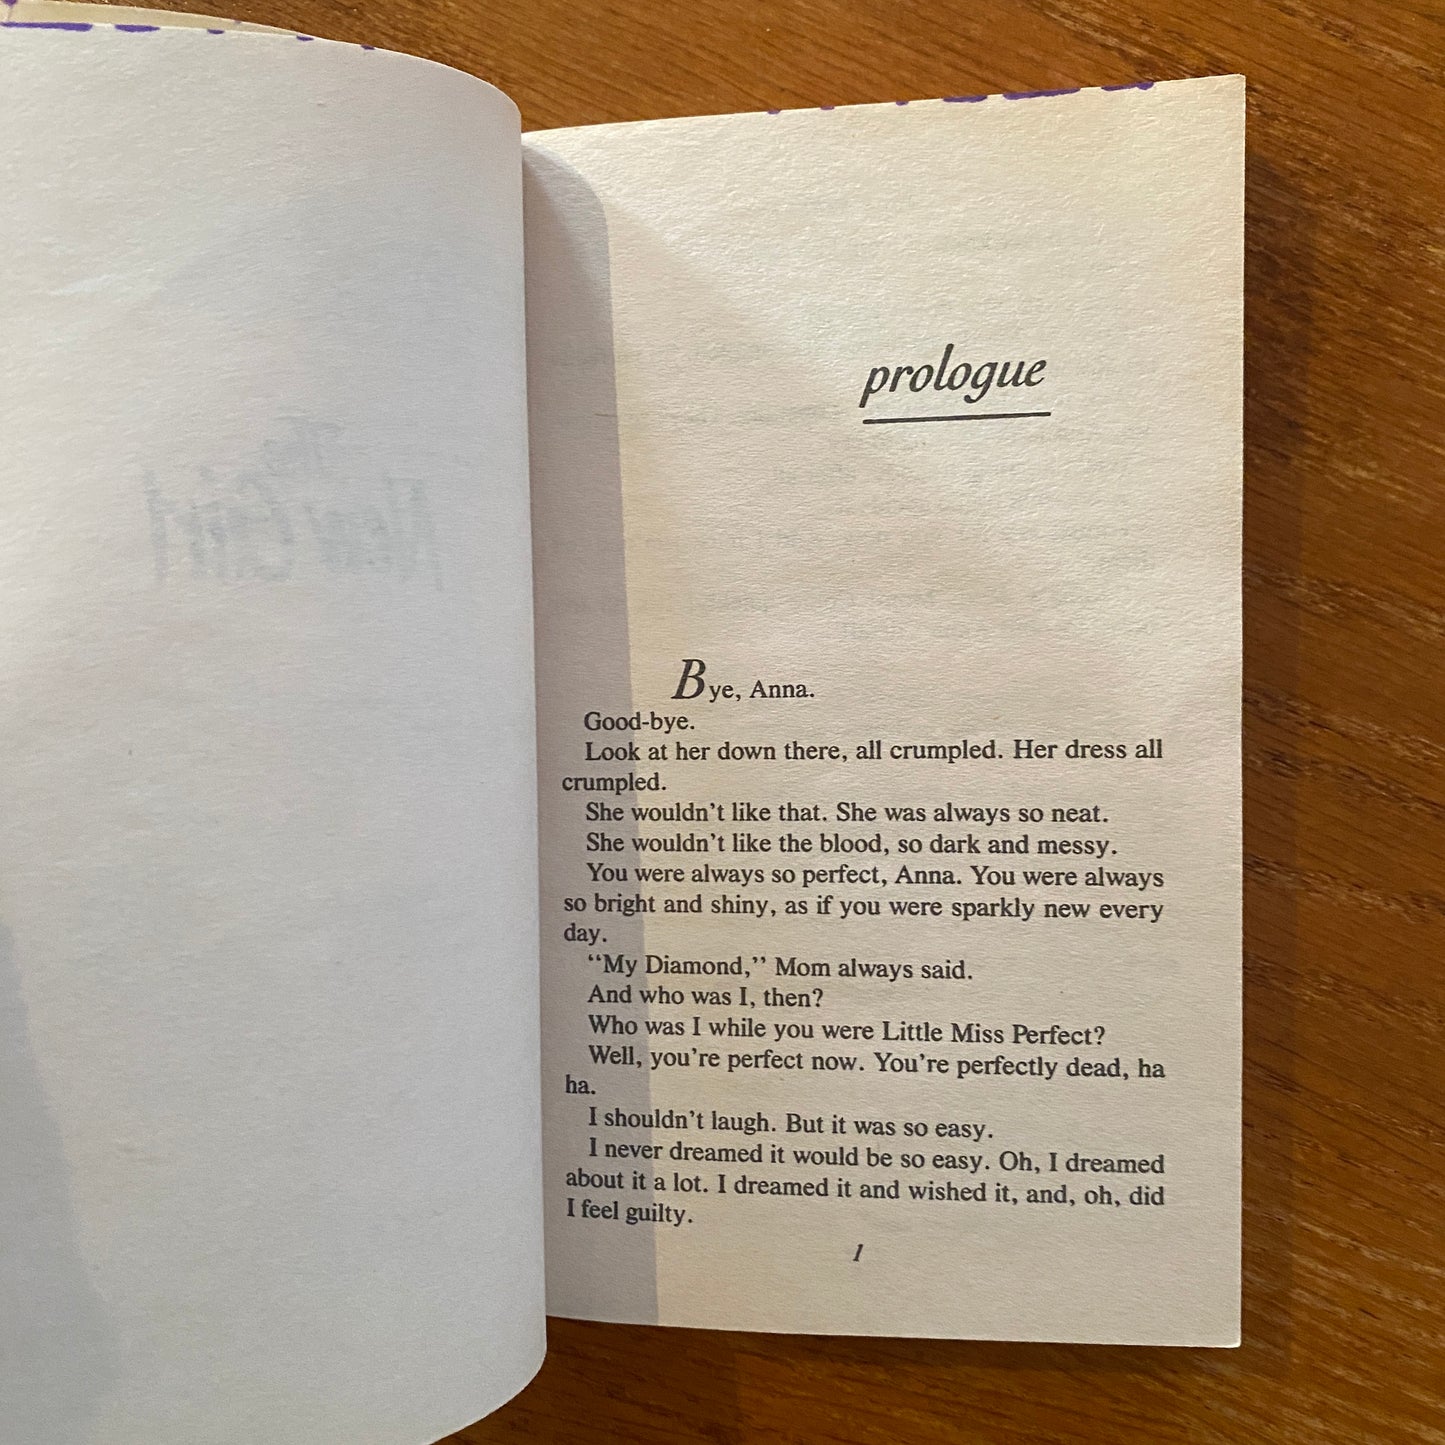 The
New Girl
prologue
Bye, Anna.
Good-bye.
Look at her down there, all crumpled. Her dress all
crumpled.
She wouldn't like that. She was always so neat.
She wouldn't like the blood, so dark and messy.
You were always so perfect, Anna. You were always
so bright and shiny, as if you were sparkly new every
day.
“My Diamond,” Mom always said.
And who was I, then?
Who was I while you were Little Miss Perfect?
Well, you're perfect now. You're perfectly dead, ha
ha.
I shouldn't laugh. But it was so easy.
I never dreamed it would be so easy. Oh, I dreamed
about it a lot. I dreamed it and wished it, and, oh, did
I feel guilty.
1